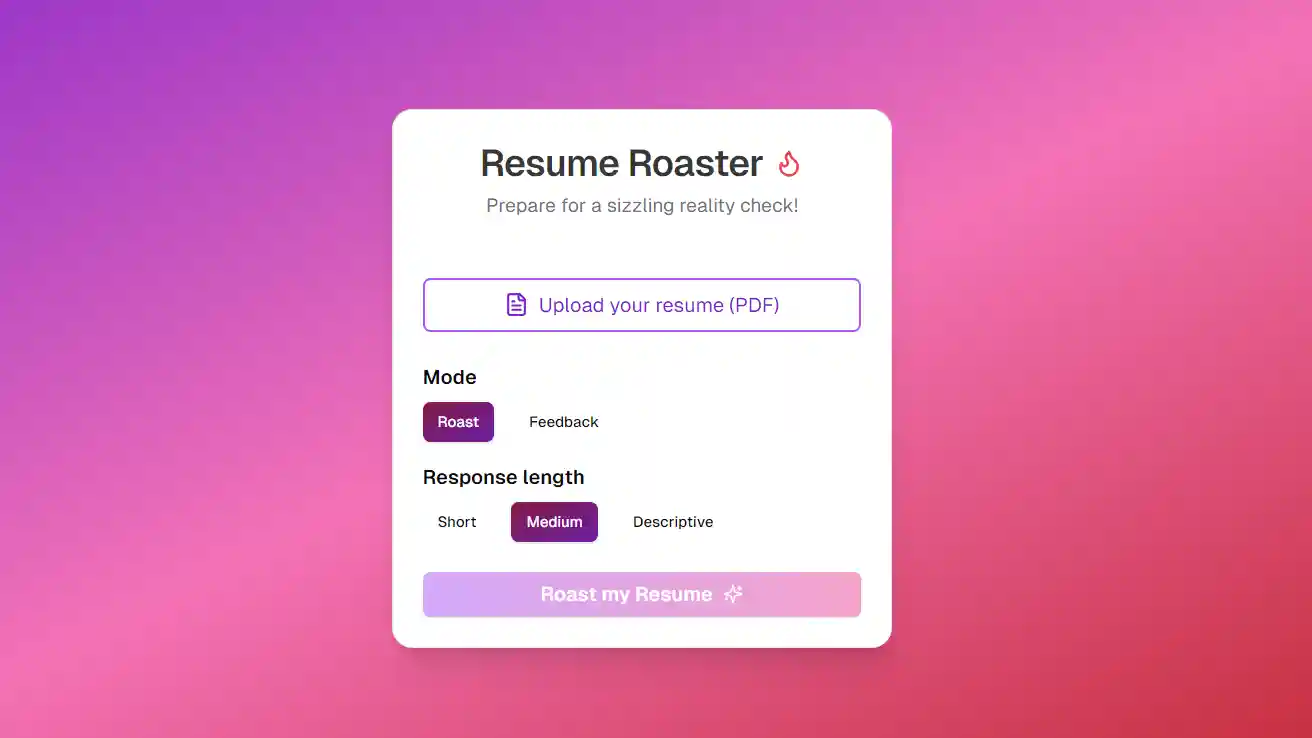 Resume Roaster
Prepare for a sizzling reality check!
Upload your resume (PDF)
Mode
Roast Feedback
Response length
Short Medium Descriptive
Roast my Resume